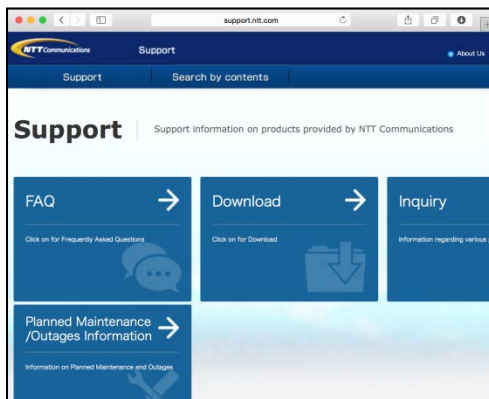 support.ntt.com
NTT Communications
Support
About Us
Support
Search by contents
Support
Support information on products provided by NTT Communications
FAQ
Click on for Frequently Asked Questions
Download
Click on for Download
Inquiry
Information regarding various
Planned Maintenance
/Outages Information
Information on Planned Maintenance and Outages